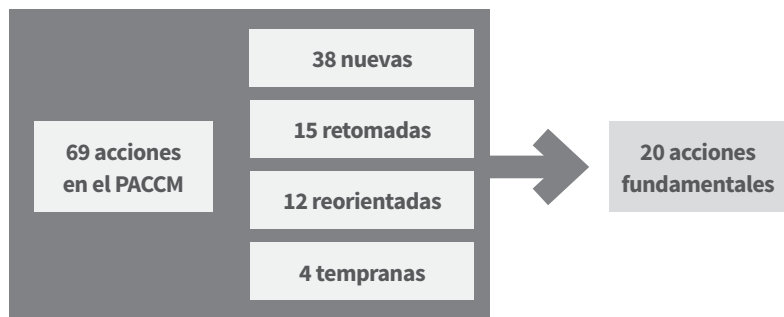 69 acciones
en el PACCM
38 nuevas
15 retomadas
12 reorientadas
4 tempranas
20 acciones
fundamentales